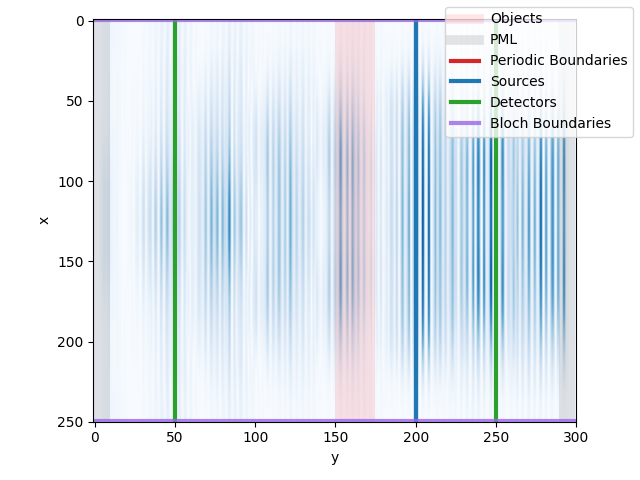 Objects
PML
Periodic Boundaries
Sources
Detectors
Bloch Boundaries
0
50
100
150
200
250
x
0 50 100 150 200 250 300
y